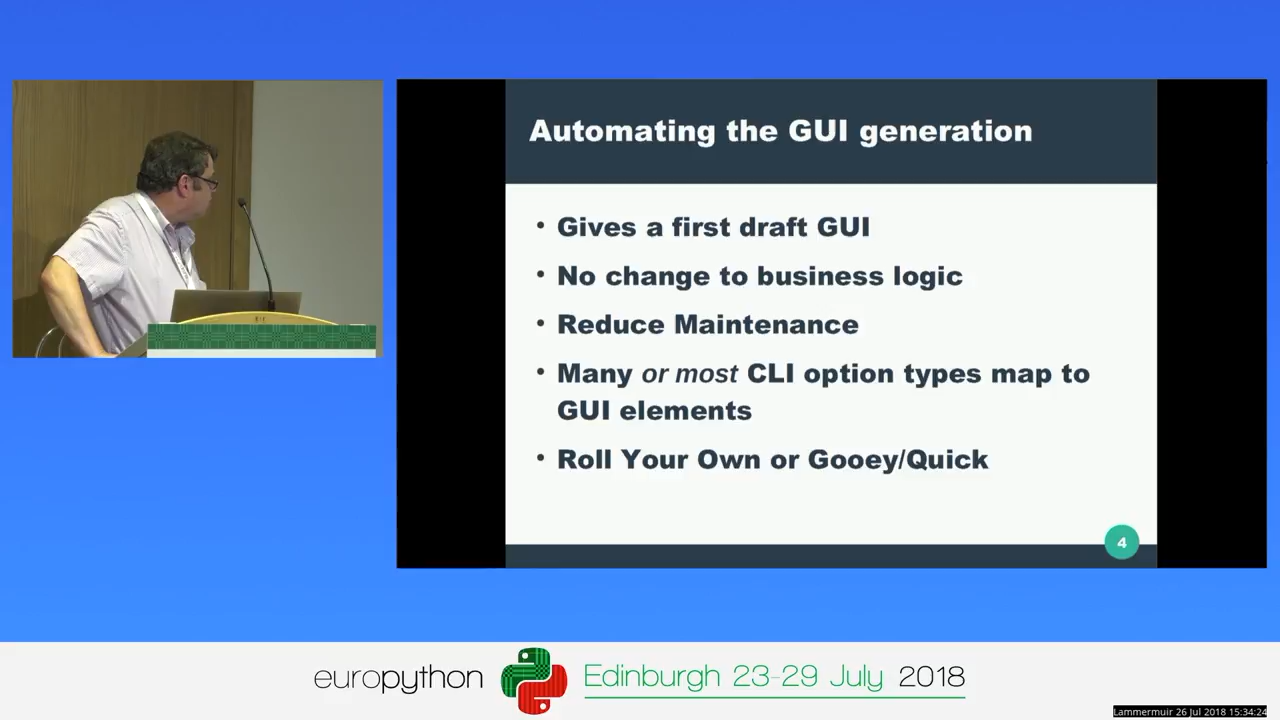 Automating the GUI generation
• Gives a first draft GUI
• No change to business logic
• Reduce Maintenance
• Many or most CLI option types map to
GUI elements
• Roll Your Own or Gooey/Quick
4
europython
Edinburgh 23-29 July 2018
Lammermuir 26 Jul 2018 15:34:24